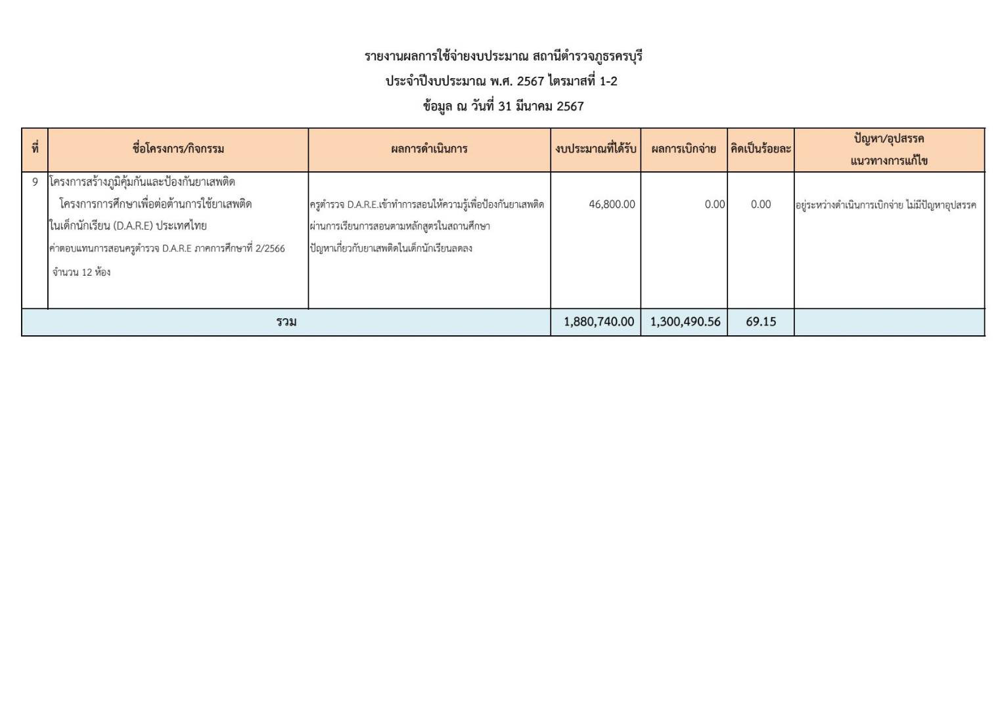 รายงานผลการใช้จ่ายงบประมาณ สถานีตำรวจภูธรครบุรี
ประจำปีงบประมาณ พ.ศ. 2567 ไตรมาสที่ 1-2
ข้อมูล ณ วันที่ 31 มีนาคม 2567
ที่ ชื่อโครงการ/กิจกรรม ผลการดำเนินการ งบประมาณที่ได้รับ ผลการเบิกจ่าย คิดเป็นร้อยละ ปัญหา/อุปสรรค
แนวทางการแก้ไข
9 โครงการสร้างภูมิคุ้มกันและป้องกันยาเสพติด
โครงการการศึกษาเพื่อต่อต้านการใช้ยาเสพติด ครูตำรวจ D.A.R.E.เข้าทำการสอนให้ความรู้เพื่อป้องกันยาเสพติด 46,800.00 0.00 0.00 อยู่ระหว่างดำเนินการเบิกจ่าย ไม่มีปัญหาอุปสรรค
ในเด็กนักเรียน (D.A.R.E) ประเทศไทย ผ่านการเรียนการสอนตามหลักสูตรในสถานศึกษา
ค่าตอบแทนการสอนครูตำรวจ D.A.R.E ภาคการศึกษาที่ 2/2566 ปัญหาเกี่ยวกับยาเสพติดในเด็กนักเรียนลดลง
จำนวน 12 ห้อง
รวม 1,880,740.00 1,300,490.56 69.15